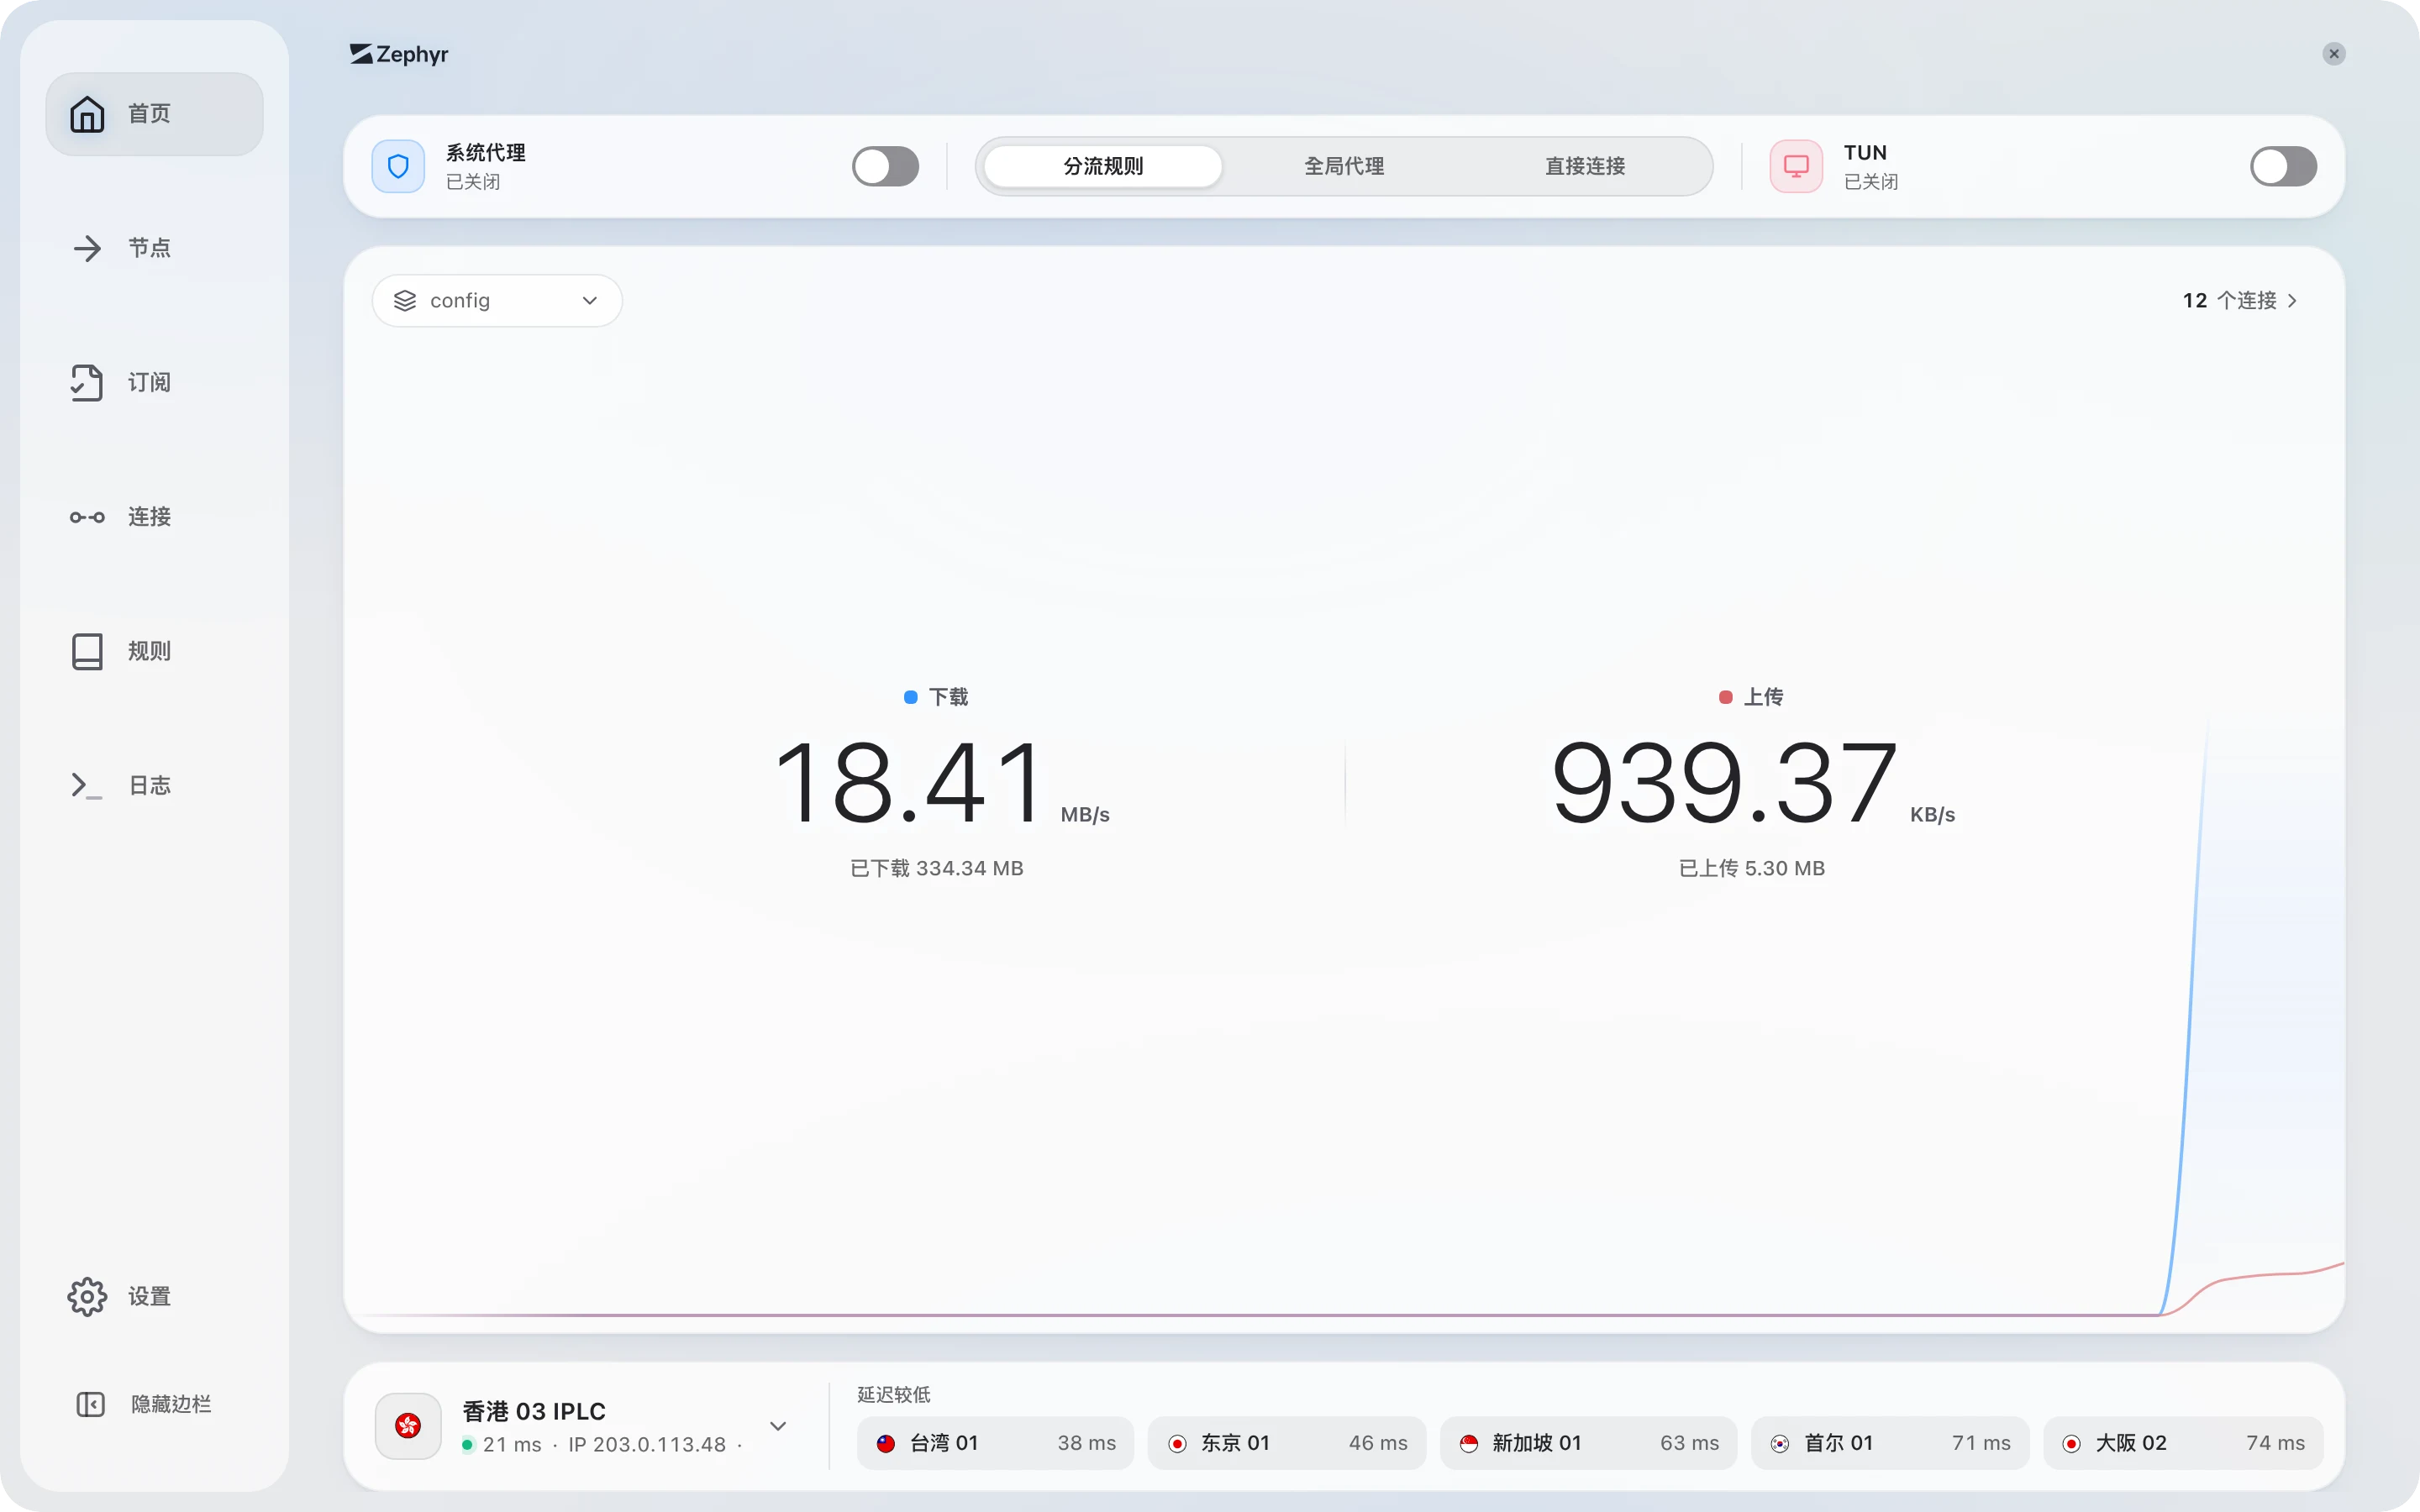 Zephyr
首页
节点
订阅
连接
规则
日志
设置
隐藏边栏
系统代理
已关闭
分流规则
全局代理
直接连接
TUN
已关闭
config
12 个连接
下载
18.41 MB/s
已下载 334.34 MB
上传
939.37 KB/s
已上传 5.30 MB
香港 03 IPLC
21 ms · IP 203.0.113.48 ·
延迟较低
台湾 01 38 ms
东京 01 46 ms
新加坡 01 63 ms
首尔 01 71 ms
大阪 02 74 ms